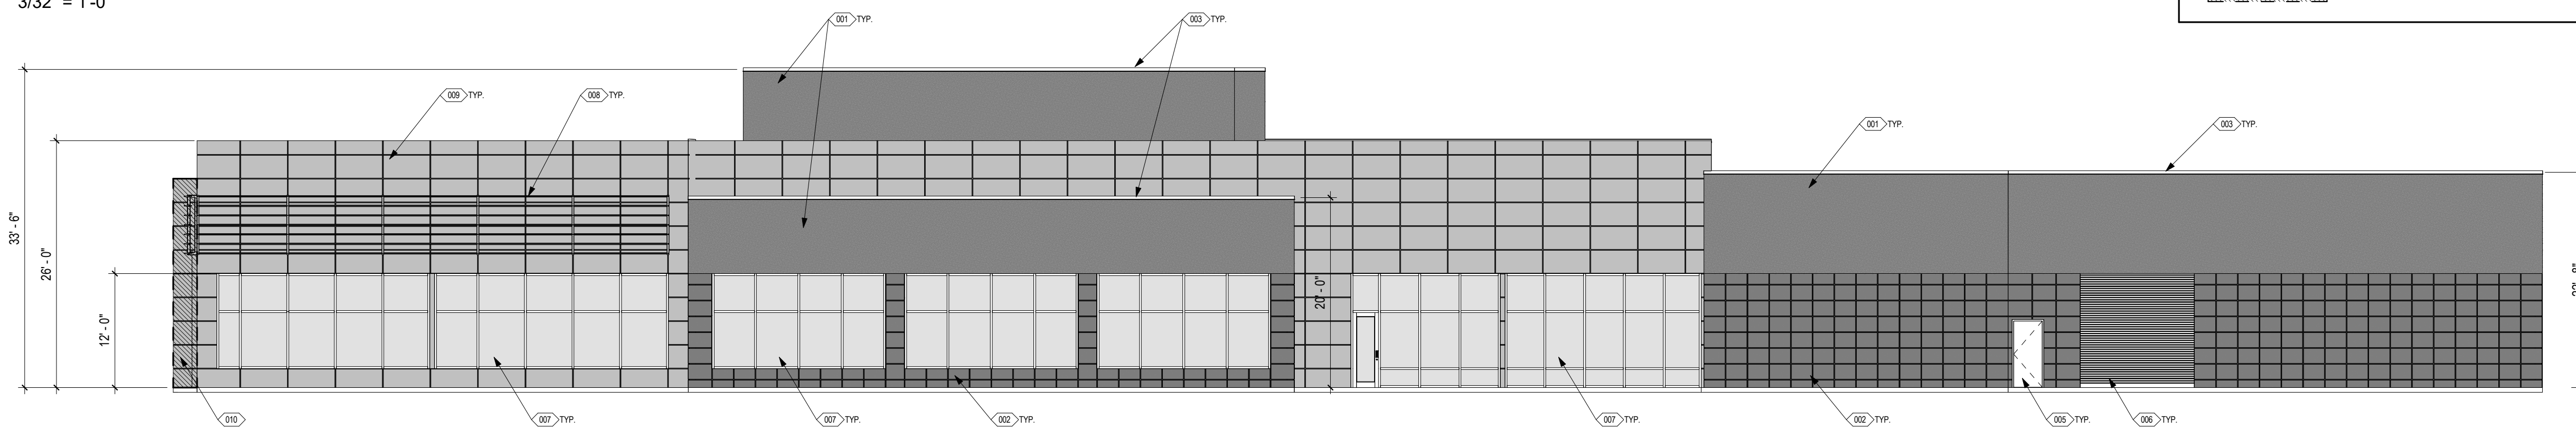 3/32" = 1'-0"
001 TYP.
003 TYP.
009 TYP.
008 TYP.
001 TYP.
003 TYP.
33' - 6"
26' - 0"
12' - 0"
20' - 0"
010
007 TYP.
007 TYP.
002 TYP.
007 TYP.
002 TYP.
005 TYP.
006 TYP.